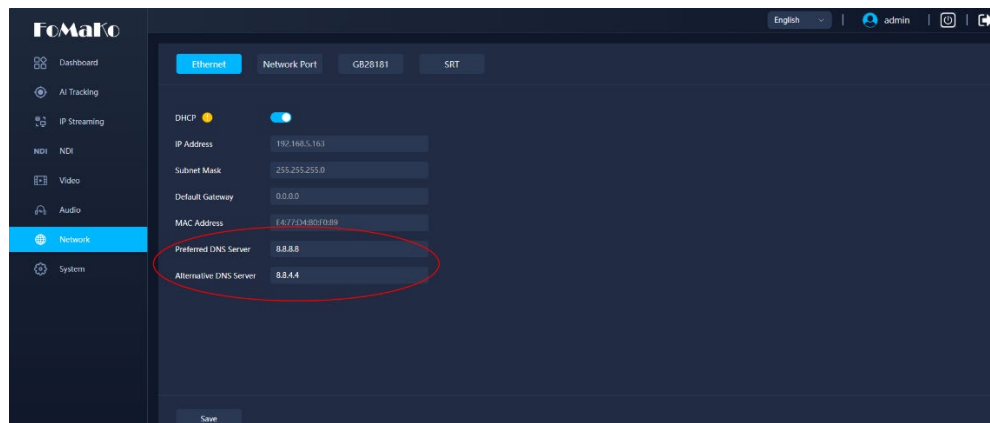 FoMaKo
English
admin
Dashboard
AI Tracking
IP Streaming
NDI NDI
Video
Audio
Network
System
Ethernet Network Port GB28181 SRT
DHCP
IP Address 192.168.5.163
Subnet Mask 255.255.255.0
Default Gateway 0.0.0.0
MAC Address E4:77:D4:80:F0:89
Preferred DNS Server 8.8.8.8
Alternative DNS Server 8.8.4.4
Save